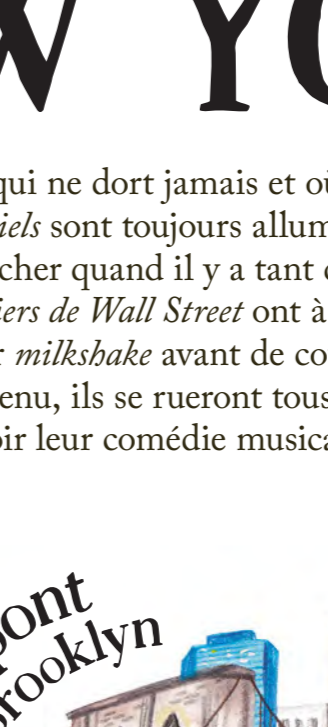 W YO
qui ne dort jamais et où
iels sont toujours allum
cher quand il y a tant
iers de Wall Street ont à
r milkshake avant de co
enu, ils se rueront tous
oir leur comédie musica
pont
rooklyn